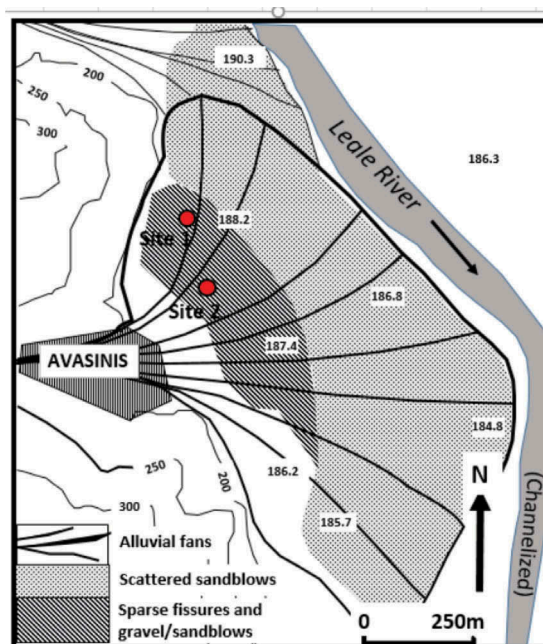 200
190.3
250
300
Leale River
186.3
188.2
Site 1
186.8
Site 2
187.4
AVASINIS
184.8
250
200
186.2
N
(Channelized)
300
185.7
Alluvial fans
Scattered sandblows
Sparse fissures and
gravel/sandblows
0 250m